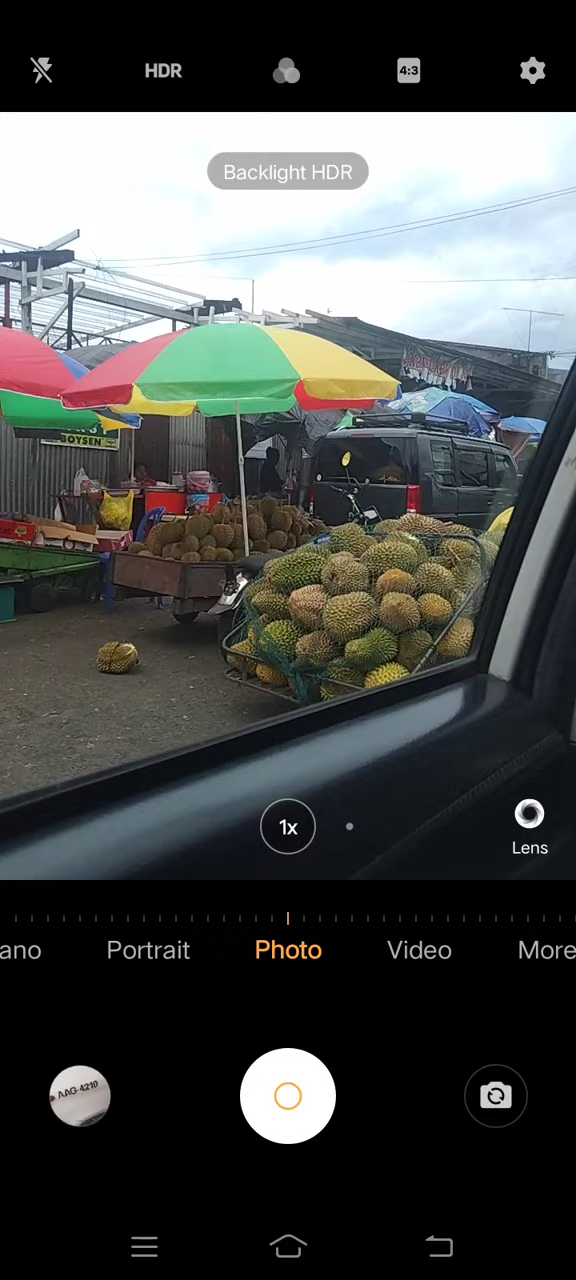 HDR
4:3
Backlight HDR
BOYSEN
1x
Lens
ano
Portrait
Photo
Video
More
AAG-4210